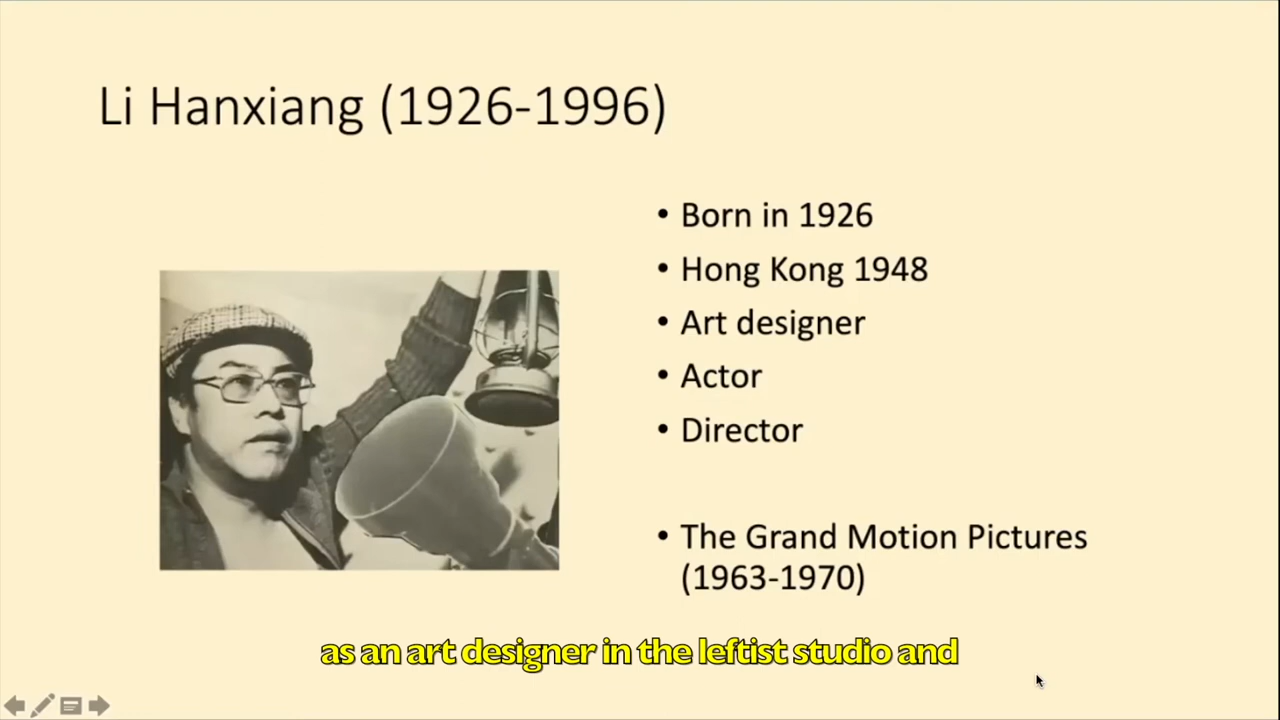 Li Hanxiang (1926-1996)
• Born in 1926
• Hong Kong 1948
• Art designer
• Actor
• Director
• The Grand Motion Pictures
(1963-1970)
as an art designer in the leftist studio and